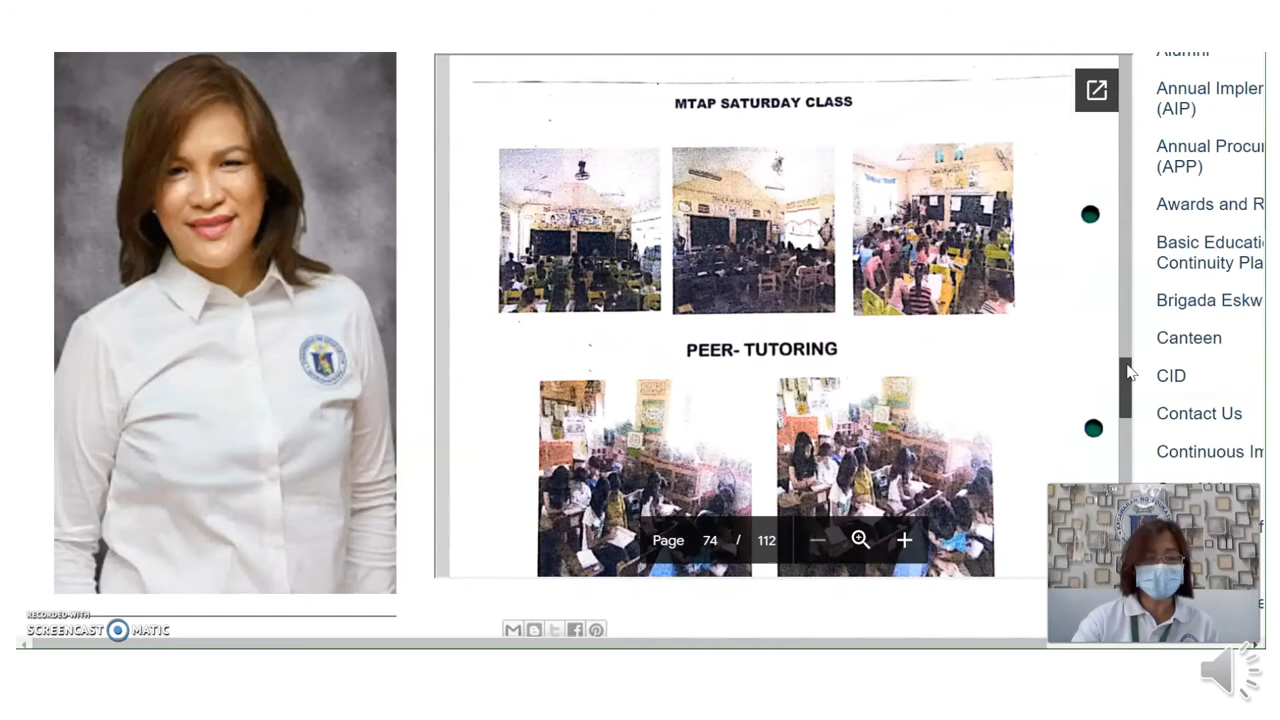 MTAP SATURDAY CLASS
PEER- TUTORING
Page 74 / 112
Alumni
Annual Imple
(AIP)
Annual Procu
(APP)
Awards and R
Basic Educati
Continuity Pla
Brigada Eskw
Canteen
CID
Contact Us
Continuous Im
RECORDED WITH
SCREENCAST MATIC